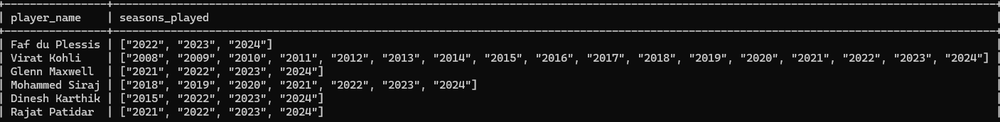 | player_name | seasons_played |
| Faf du Plessis | ["2022", "2023", "2024"] |
| Virat Kohli | ["2008", "2009", "2010", "2011", "2012", "2013", "2014", "2015", "2016", "2017", "2018", "2019", "2020", "2021", "2022", "2023", "2024"] |
| Glenn Maxwell | ["2021", "2022", "2023", "2024"] |
| Mohammed Siraj | ["2018", "2019", "2020", "2021", "2022", "2023", "2024"] |
| Dinesh Karthik | ["2015", "2022", "2023", "2024"] |
| Rajat Patidar | ["2021", "2022", "2023", "2024"] |